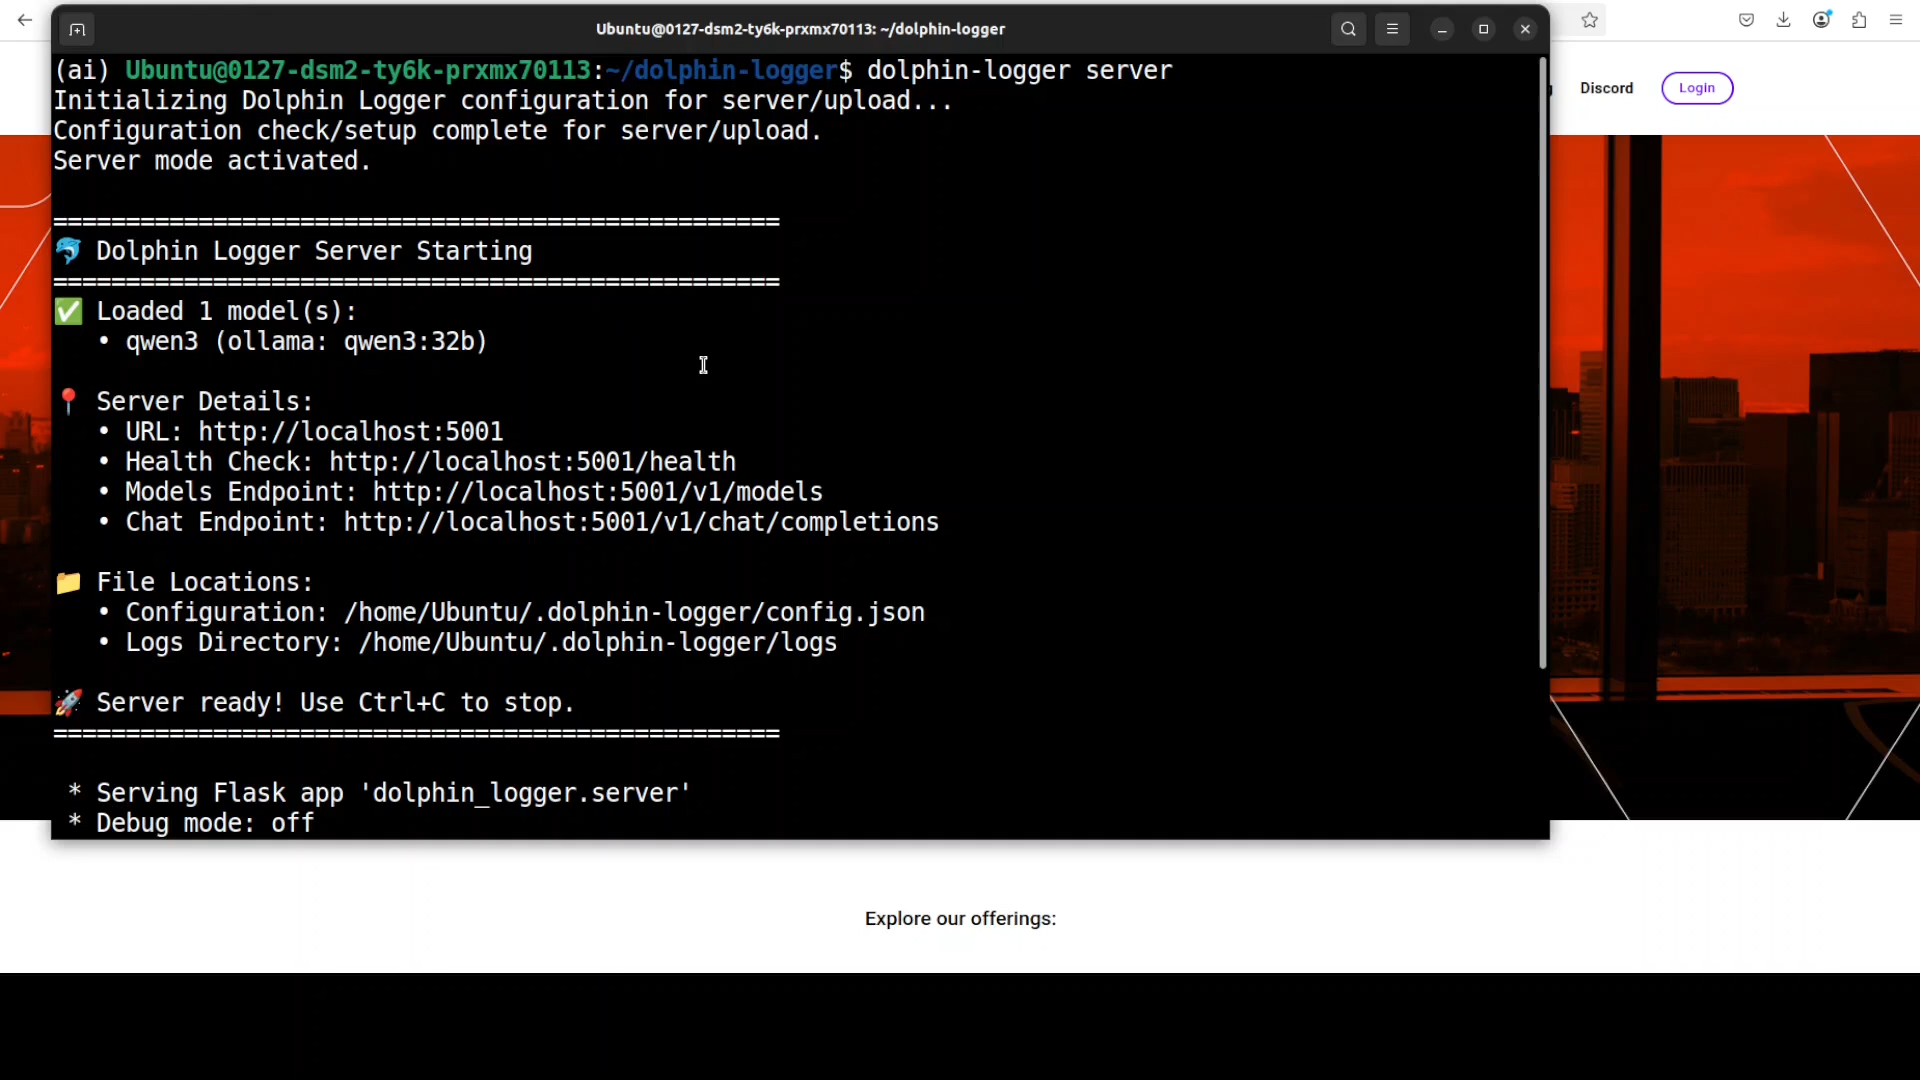 Ubuntu@0127-dsm2-ty6k-prxmx70113: ~/dolphin-logger
(ai) Ubuntu@0127-dsm2-ty6k-prxmx70113:~/dolphin-logger$ dolphin-logger server
Initializing Dolphin Logger configuration for server/upload...
Configuration check/setup complete for server/upload.
Server mode activated.
==================================================
🐬 Dolphin Logger Server Starting
==================================================
✅ Loaded 1 model(s):
• qwen3 (ollama: qwen3:32b)
📍 Server Details:
• URL: http://localhost:5001
• Health Check: http://localhost:5001/health
• Models Endpoint: http://localhost:5001/v1/models
• Chat Endpoint: http://localhost:5001/v1/chat/completions
📁 File Locations:
• Configuration: /home/Ubuntu/.dolphin-logger/config.json
• Logs Directory: /home/Ubuntu/.dolphin-logger/logs
🚀 Server ready! Use Ctrl+C to stop.
==================================================
* Serving Flask app 'dolphin_logger.server'
* Debug mode: off
Discord
Login
Explore our offerings: